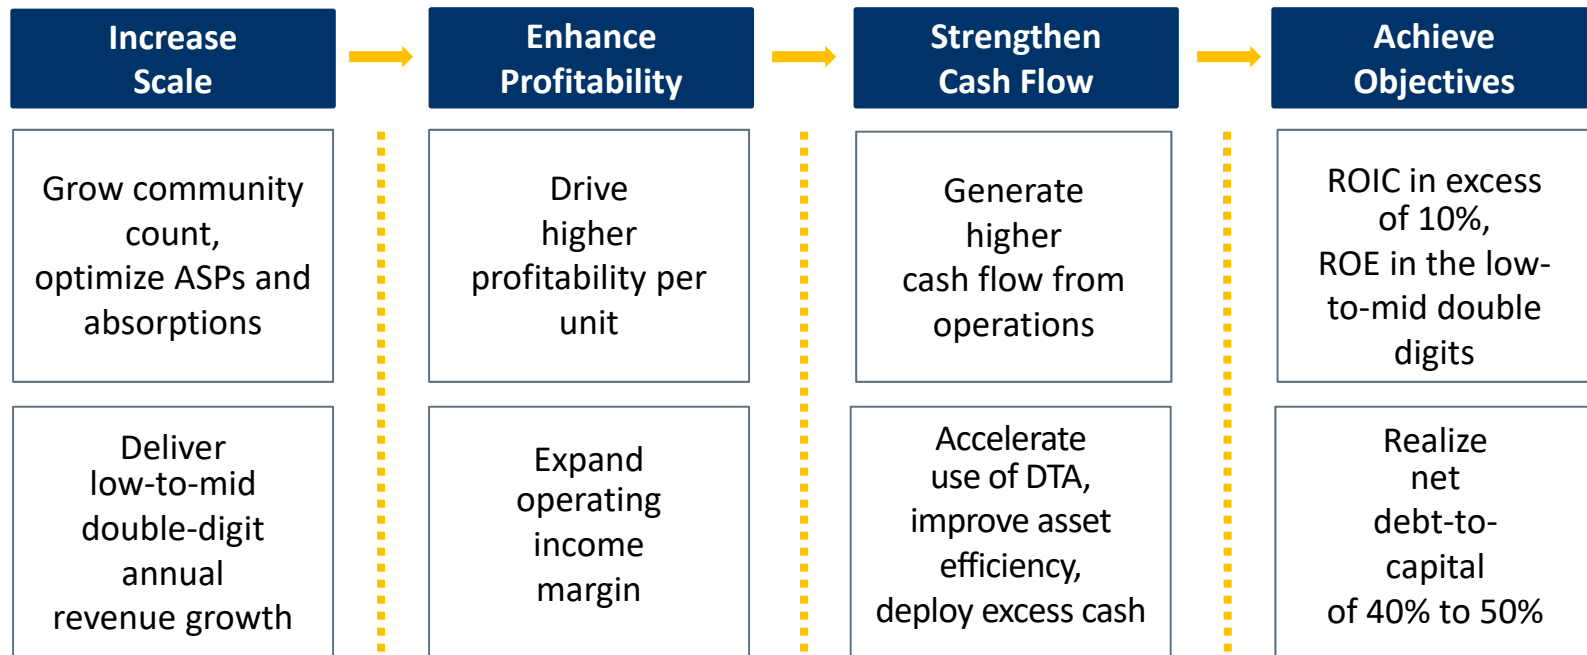 Increase
Scale
Enhance
Profitability
Strengthen
Cash Flow
Achieve
Objectives
Grow community
count,
optimize ASPs and
absorptions
Drive
higher
profitability per
unit
Generate
higher
cash flow from
operations
ROIC in excess
of 10%,
ROE in the low-
to-mid double
digits
Deliver
low-to-mid
double-digit
annual
revenue growth
Expand
operating
income
margin
Accelerate
use of DTA,
improve asset
efficiency,
deploy excess cash
Realize
net
debt-to-
capital
of 40% to 50%